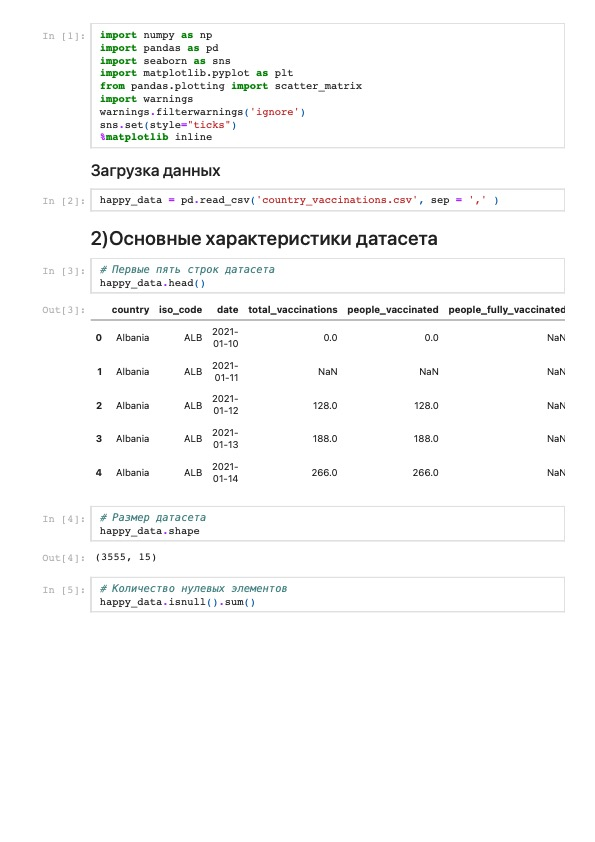 In [1]:
import numpy as np
import pandas as pd
import seaborn as sns
import matplotlib.pyplot as plt
from pandas.plotting import scatter_matrix
import warnings
warnings.filterwarnings('ignore')
sns.set(style="ticks")
%matplotlib inline
Загрузка данных
In [2]: happy_data = pd.read_csv('country_vaccinations.csv', sep = ',' )
2)Основные характеристики датасета
In [3]: # Первые пять строк датасета
happy_data.head()
Out[3]: country iso_code date total_vaccinations people_vaccinated people_fully_vaccinated
0 Albania ALB 2021-01-10 0.0 0.0 NaN
1 Albania ALB 2021-01-11 NaN NaN NaN
2 Albania ALB 2021-01-12 128.0 128.0 NaN
3 Albania ALB 2021-01-13 188.0 188.0 NaN
4 Albania ALB 2021-01-14 266.0 266.0 NaN
In [4]: # Размер датасета
happy_data.shape
Out[4]: (3555, 15)
In [5]: # Количество нулевых элементов
happy_data.isnull().sum()